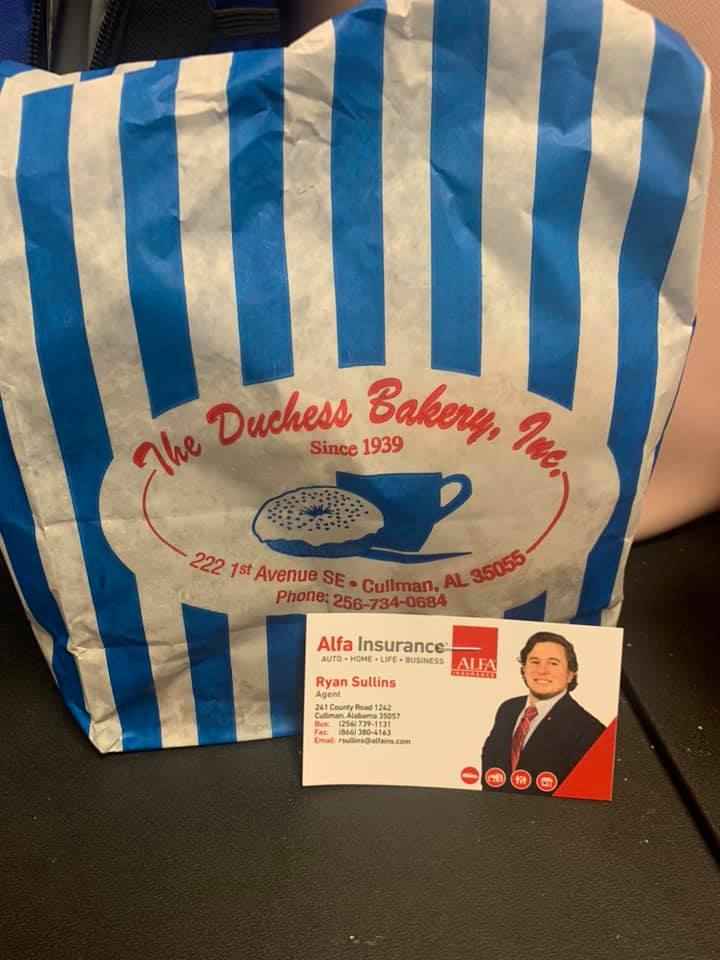 The Duchess Bakery, Inc.
Since 1939
222 1st Avenue SE • Cullman, AL 35055
Phone: 256-734-0684
Alfa Insurance®
AUTO • HOME • LIFE • BUSINESS
ALFA
INSURANCE
Ryan Sullins
Agent
241 County Road 1242
Cullman, Alabama 35057
Bus: (256) 739-1131
Fax: (866) 380-4163
Email: rsullins@alfains.com